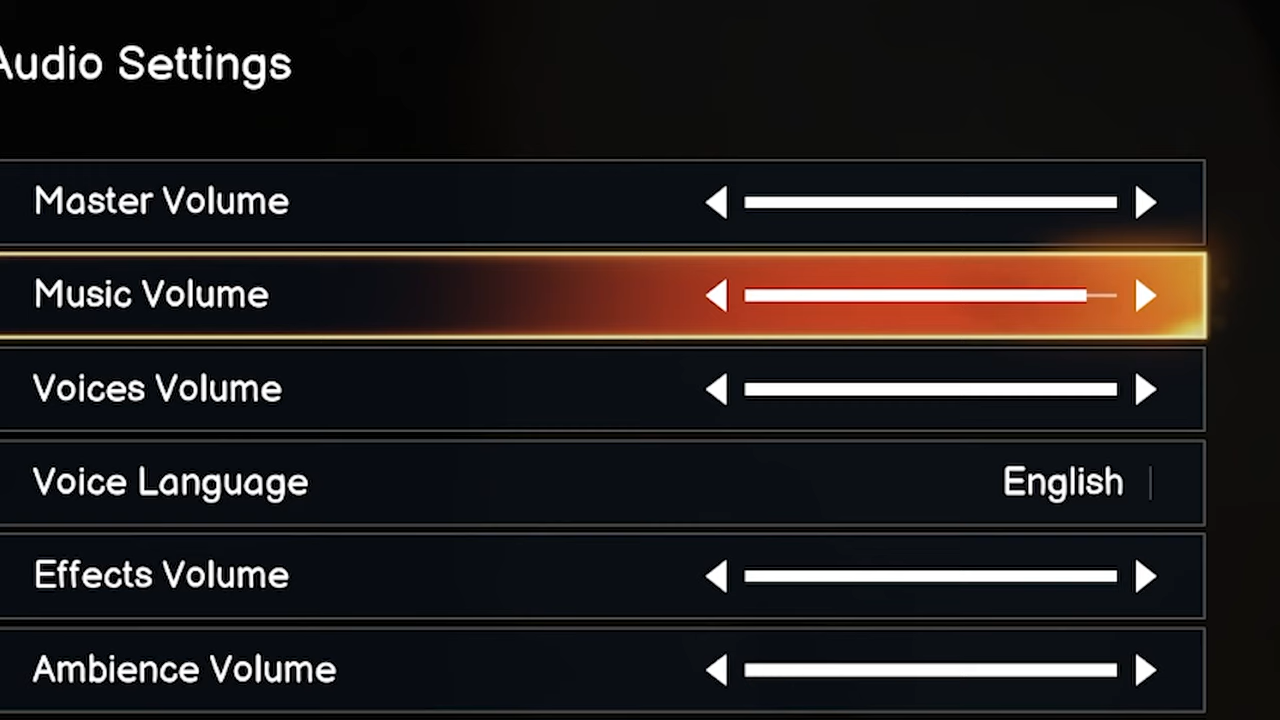 Audio Settings
Master Volume
Music Volume
Voices Volume
Voice Language English
Effects Volume
Ambience Volume